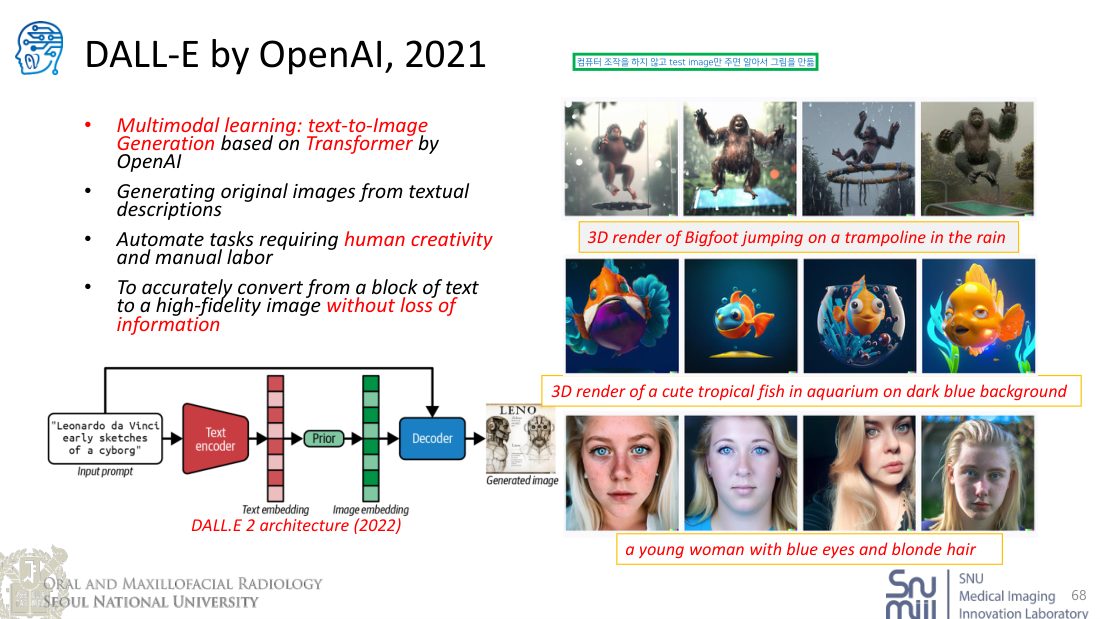 DALL-E by OpenAI, 2021
컴퓨터 조작을 하지 않고 test image만 주면 알아서 그림을 만듦
• Multimodal learning: text-to-Image
Generation based on Transformer by
OpenAI
• Generating original images from textual
descriptions
• Automate tasks requiring human creativity
and manual labor
• To accurately convert from a block of text
to a high-fidelity image without loss of
information
3D render of Bigfoot jumping on a trampoline in the rain
3D render of a cute tropical fish in aquarium on dark blue background
a young woman with blue eyes and blonde hair
"Leonardo da Vinci
early sketches
of a cyborg"
Input prompt
Text
encoder
Text embedding
Prior
Image embedding
Decoder
LENO
Generated image
DALL.E 2 architecture (2022)
ORAL AND MAXILLOFACIAL RADIOLOGY
SEOUL NATIONAL UNIVERSITY
SNU
miil
SNU
Medical Imaging
Innovation Laboratory
68